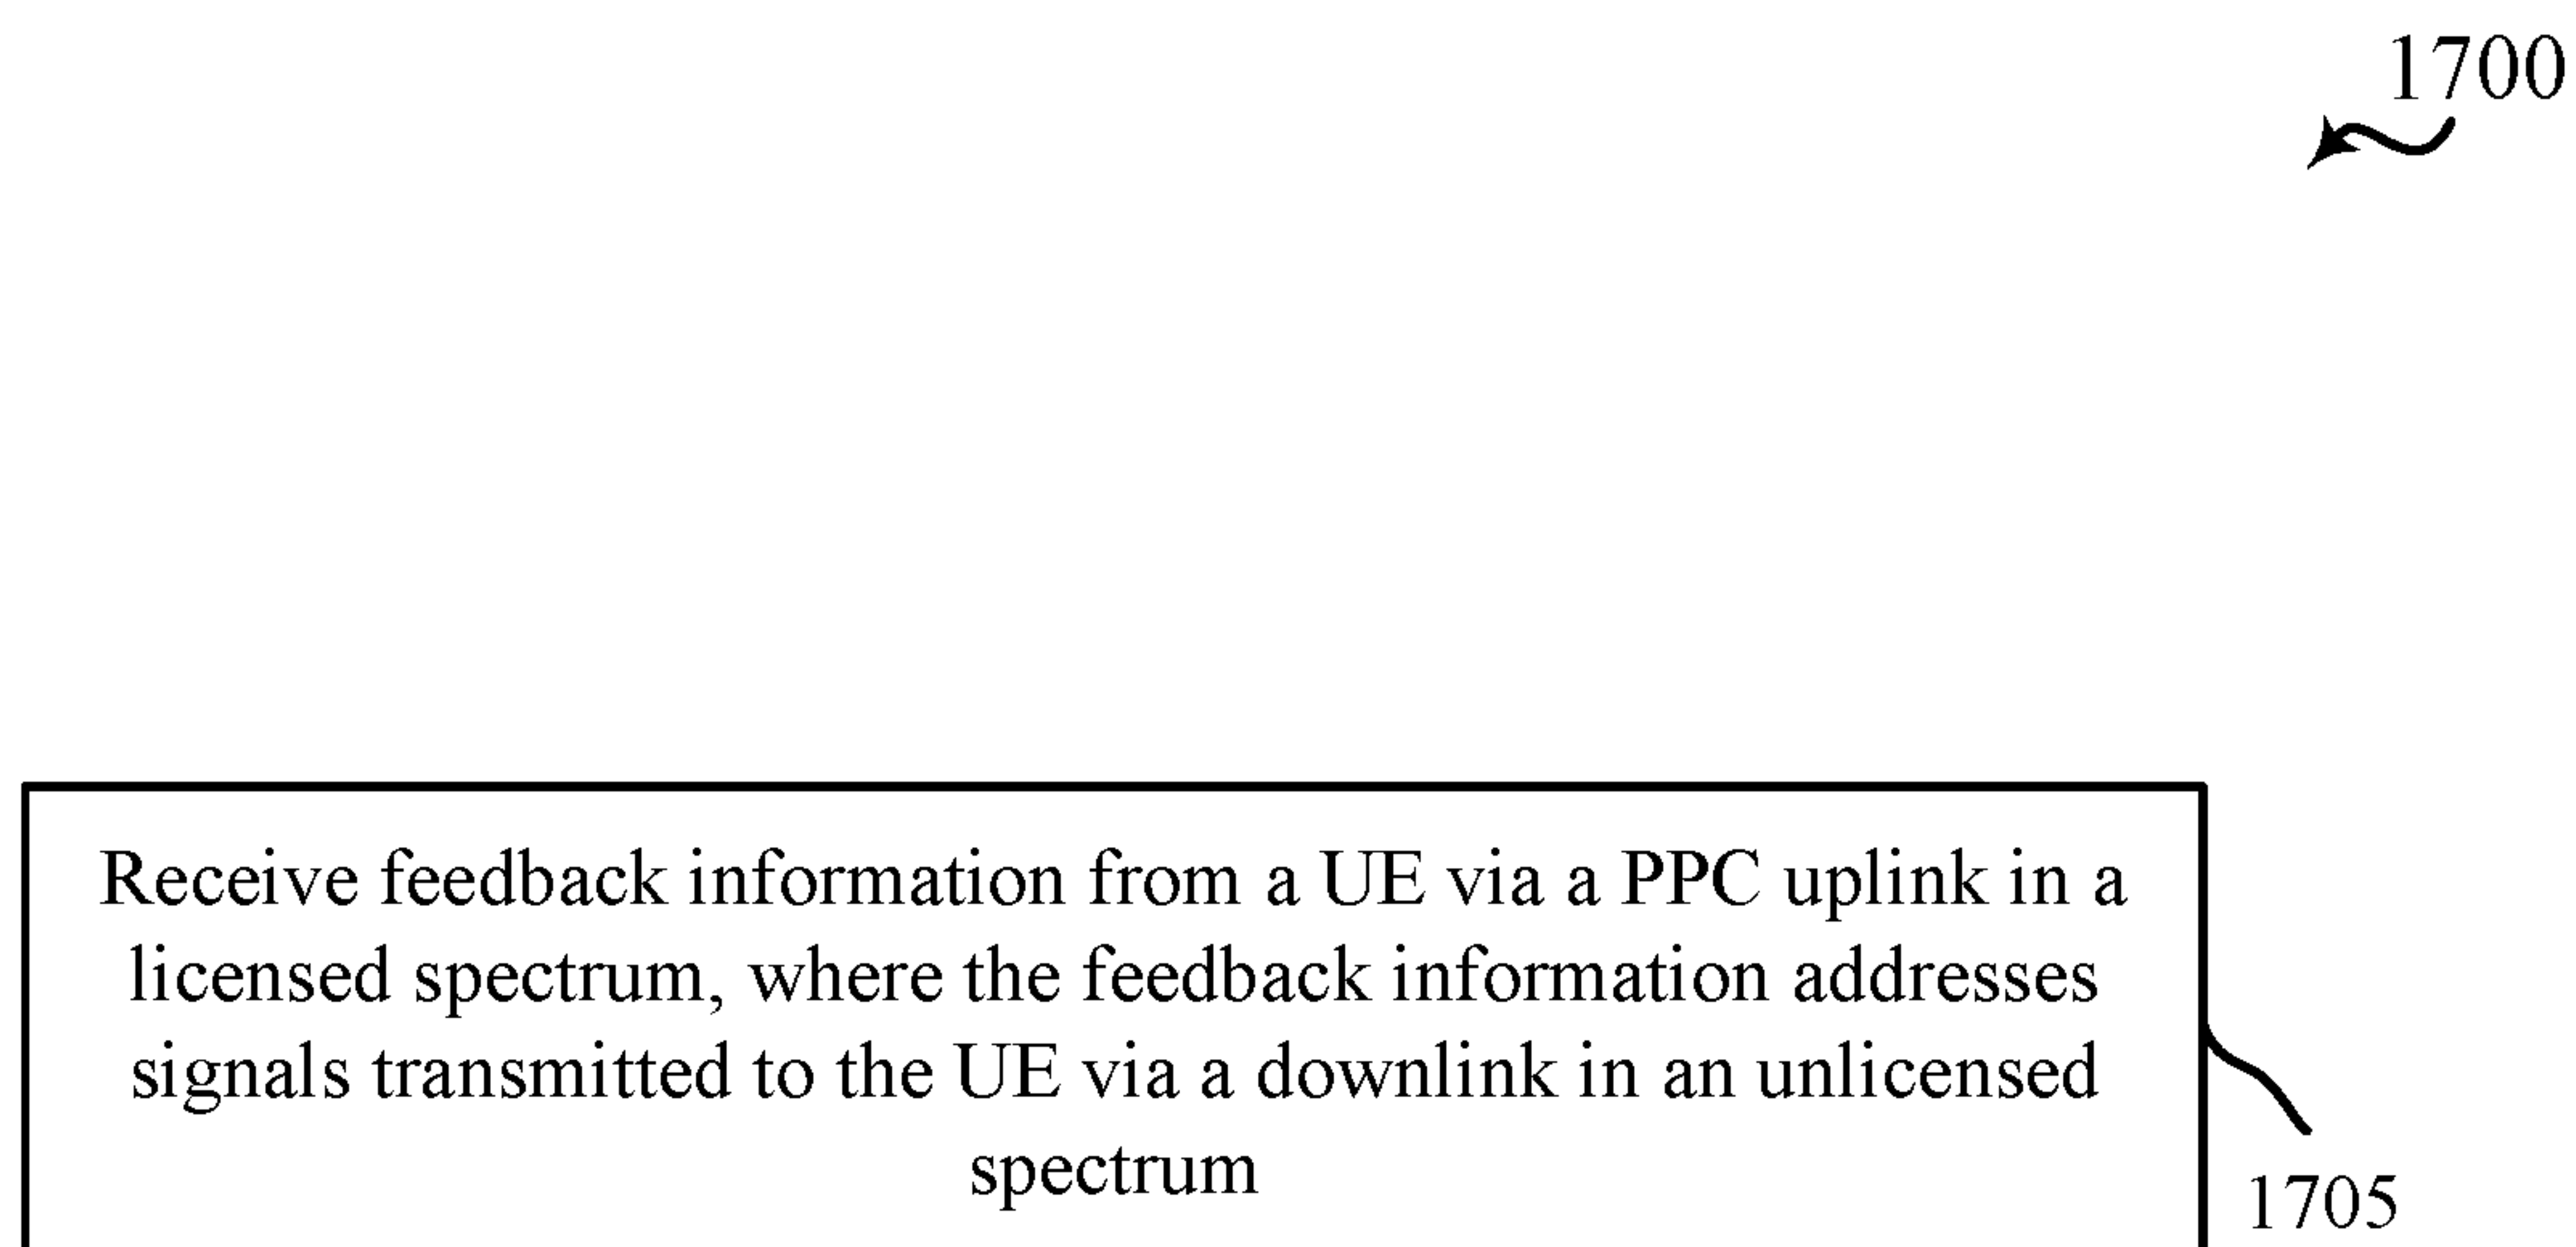 1700
Receive feedback information from a UE via a PPC uplink in a
licensed spectrum, where the feedback information addresses
signals transmitted to the UE via a downlink in an unlicensed
spectrum
1705